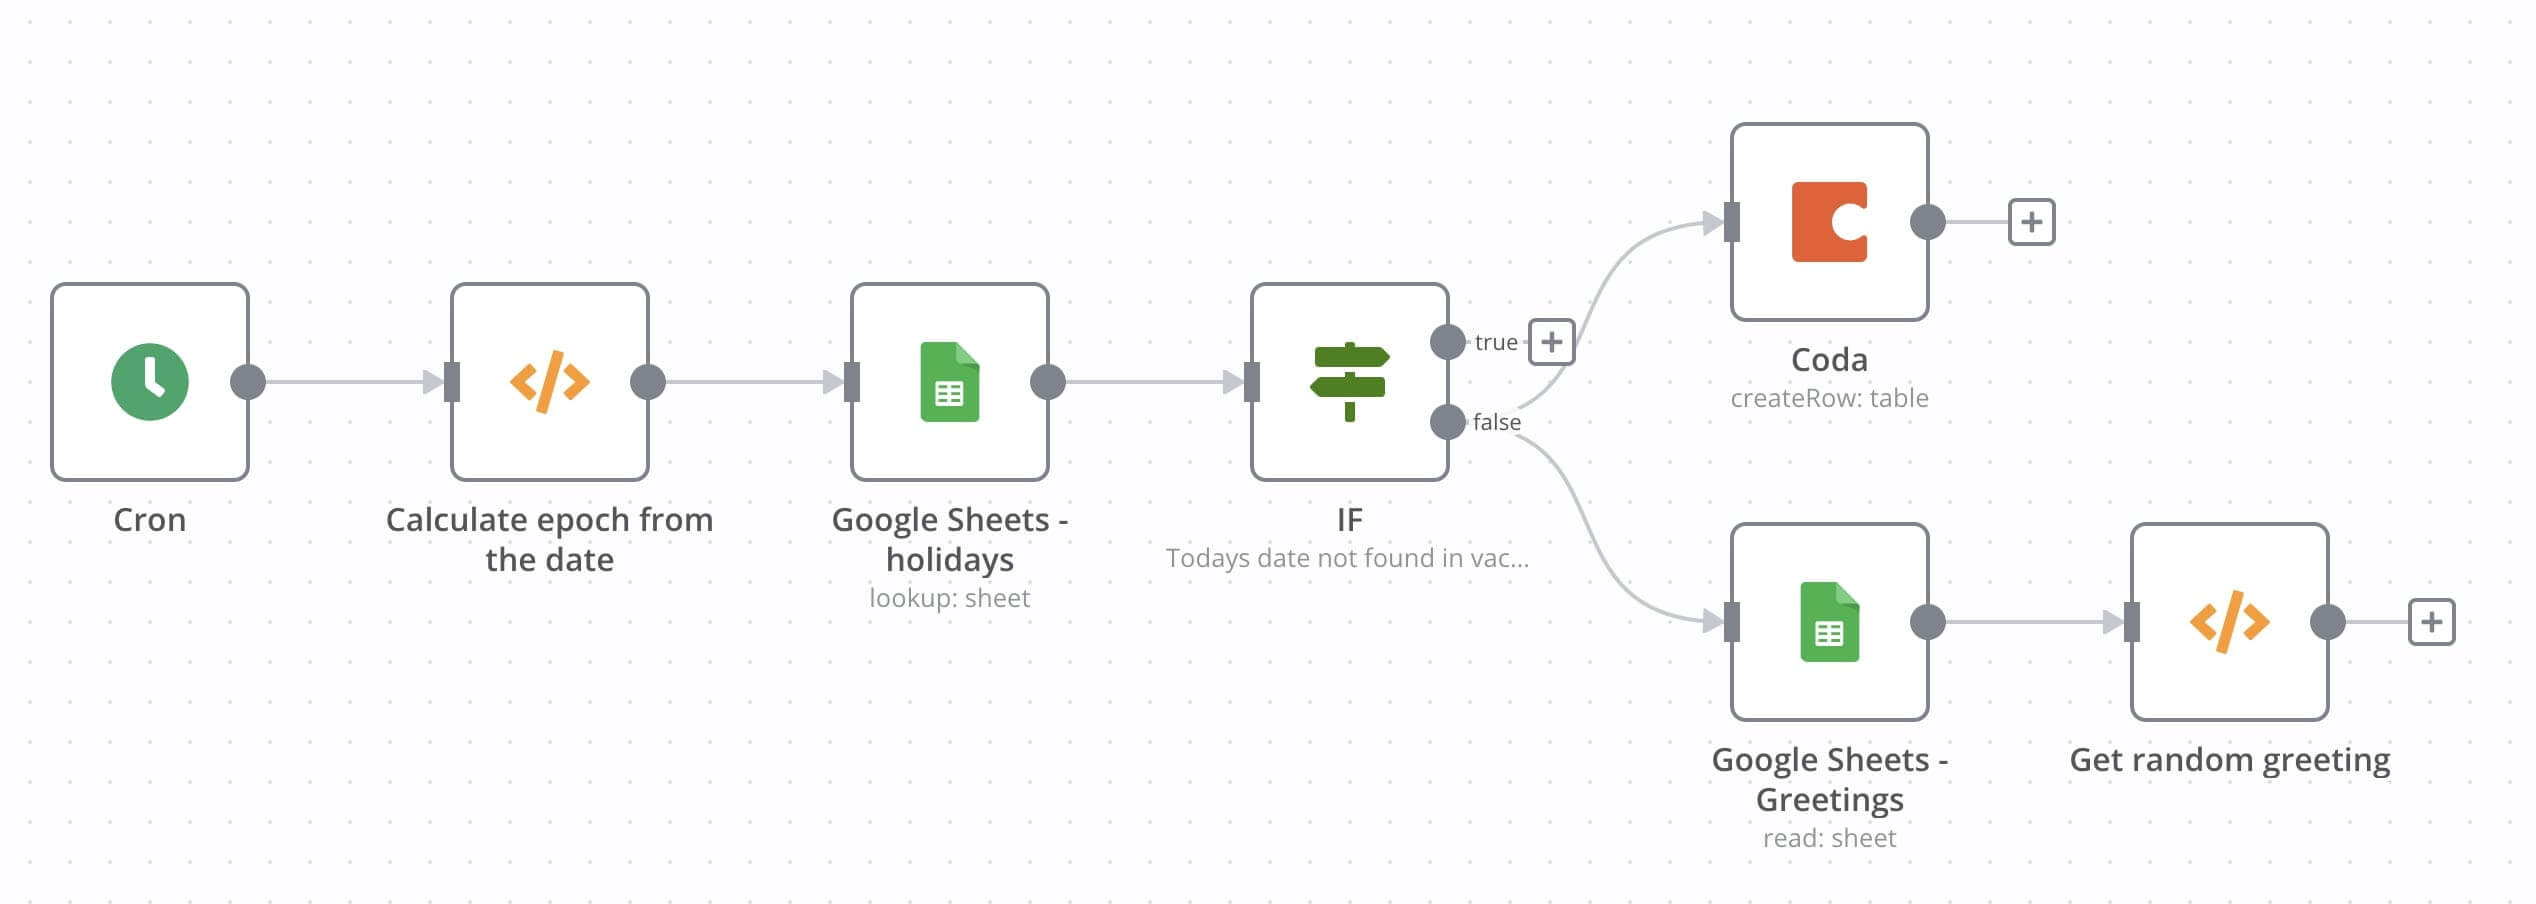 Cron
Calculate epoch from
the date
Google Sheets -
holidays
lookup: sheet
IF
Todays date not found in vac...
true
false
Coda
createRow: table
Google Sheets -
Greetings
read: sheet
Get random greeting